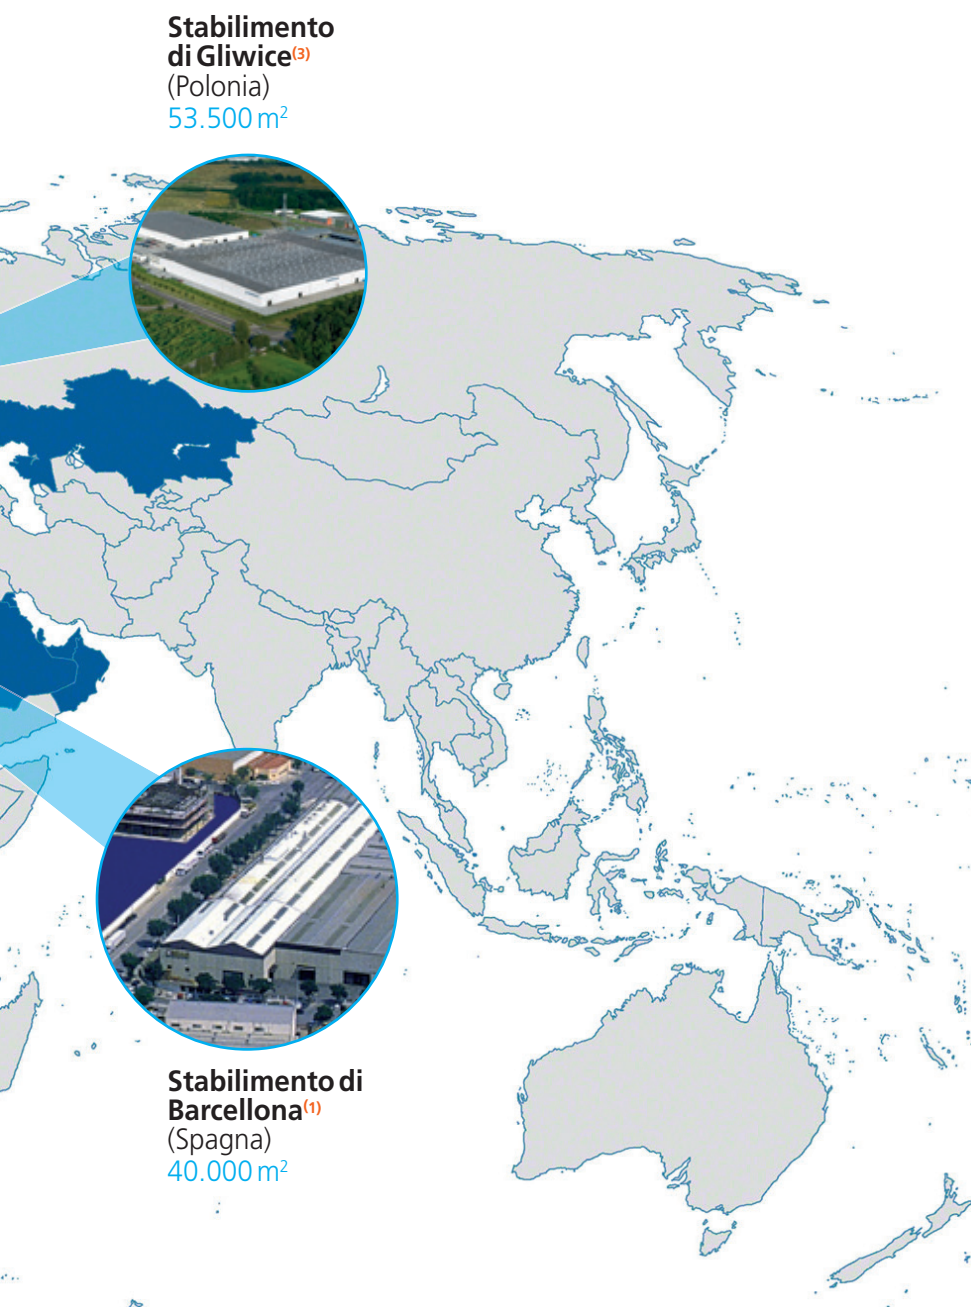 Stabilimento
di Gliwice(3)
(Polonia)
53.500 m²
Stabilimento di
Barcellona(1)
(Spagna)
40.000 m²